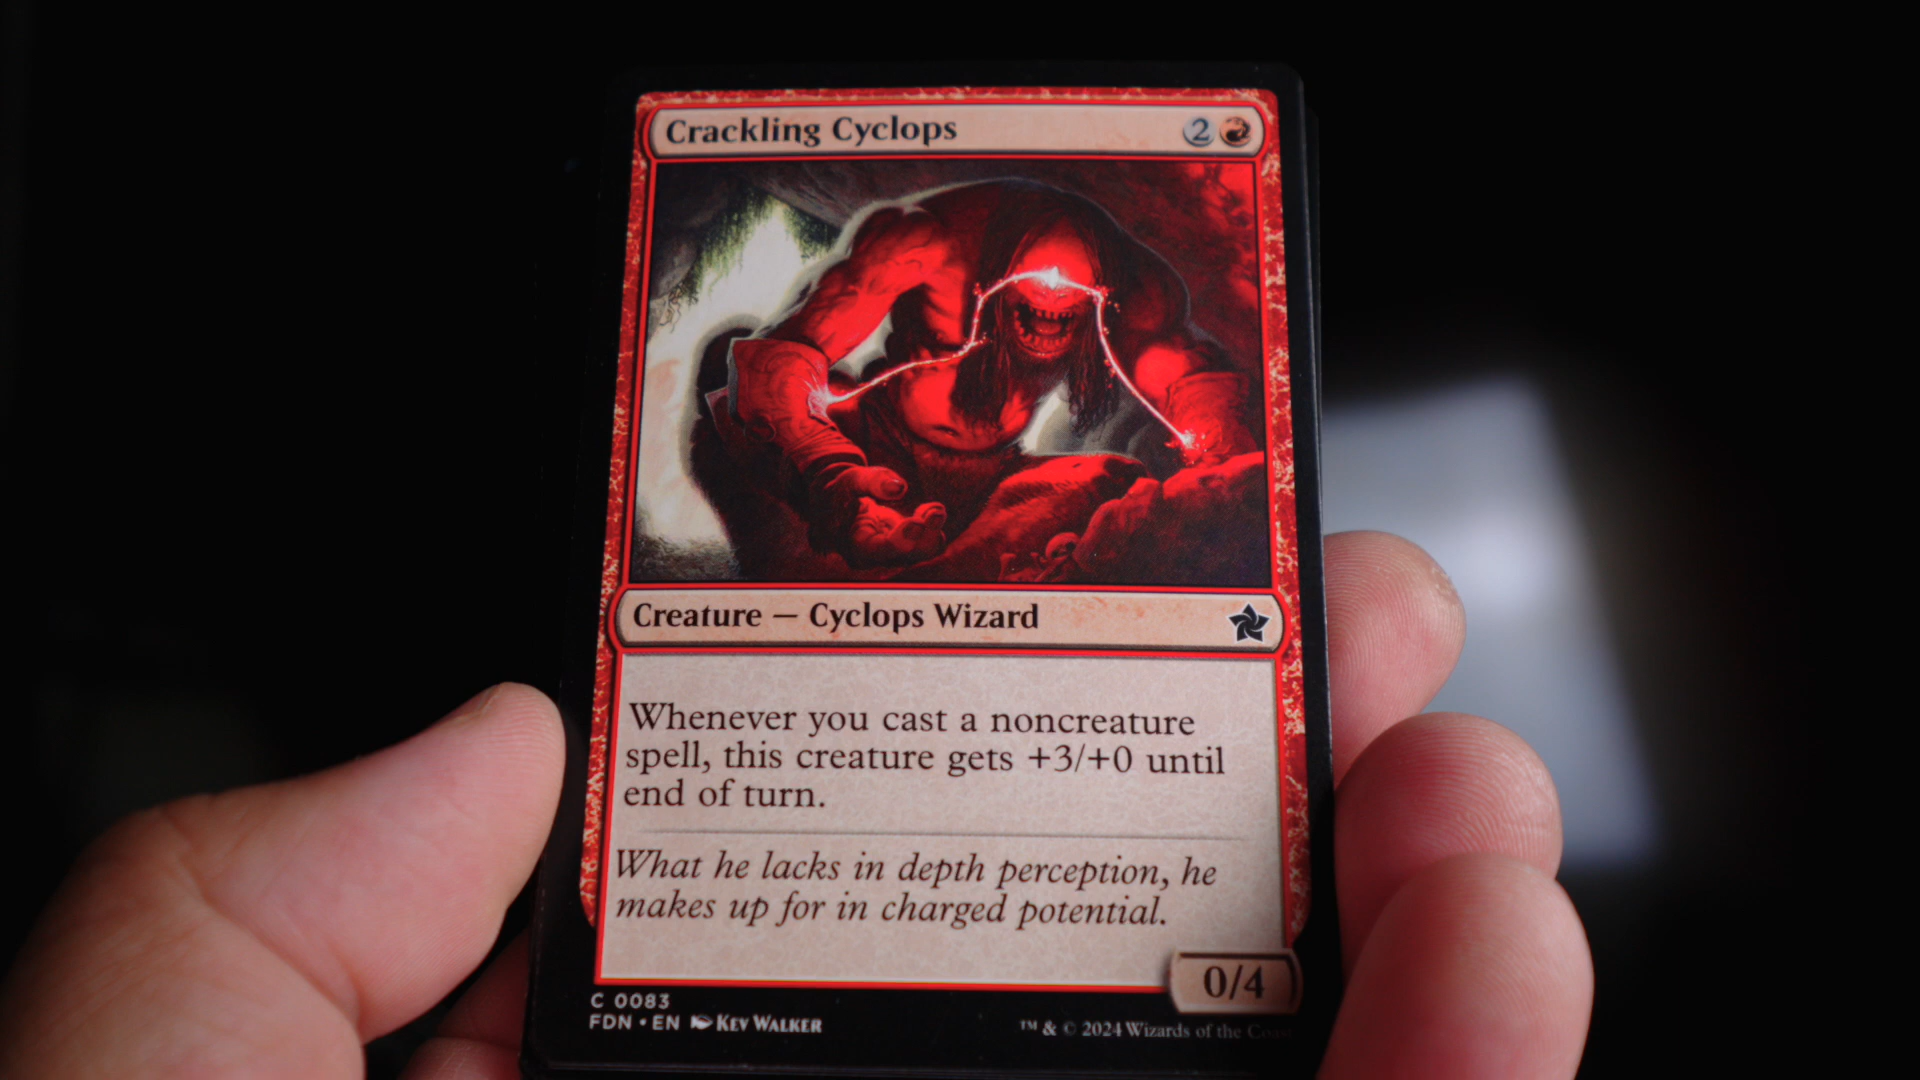 Crackling Cyclops 2
Creature — Cyclops Wizard
Whenever you cast a noncreature
spell, this creature gets +3/+0 until
end of turn.
What he lacks in depth perception, he
makes up for in charged potential.
0/4
C 0083
FDN • EN Kev Walker
™ & © 2024 Wizards of the